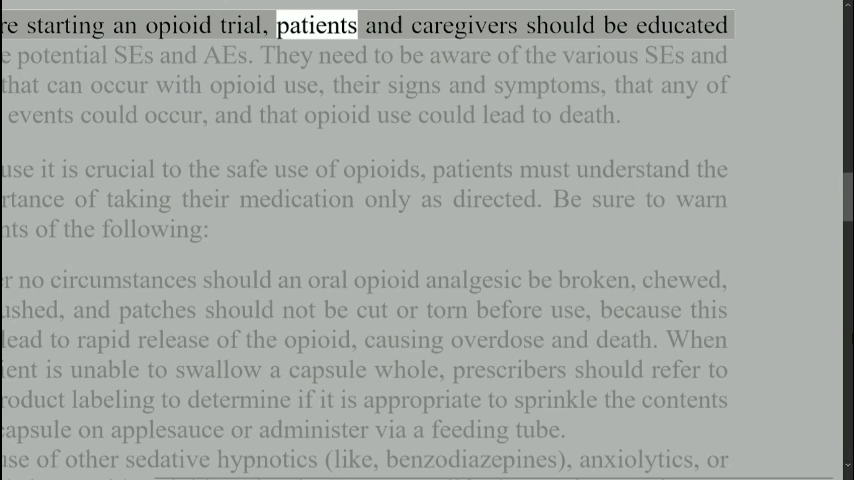 re starting an opioid trial, patients and caregivers should be educated
e potential SEs and AEs. They need to be aware of the various SEs and
that can occur with opioid use, their signs and symptoms, that any of
events could occur, and that opioid use could lead to death.
use it is crucial to the safe use of opioids, patients must understand the
rtance of taking their medication only as directed. Be sure to warn
nts of the following:
r no circumstances should an oral opioid analgesic be broken, chewed,
ushed, and patches should not be cut or torn before use, because this
lead to rapid release of the opioid, causing overdose and death. When
ient is unable to swallow a capsule whole, prescribers should refer to
roduct labeling to determine if it is appropriate to sprinkle the contents
capsule on applesauce or administer via a feeding tube.
use of other sedative hypnotics (like, benzodiazepines), anxiolytics, or